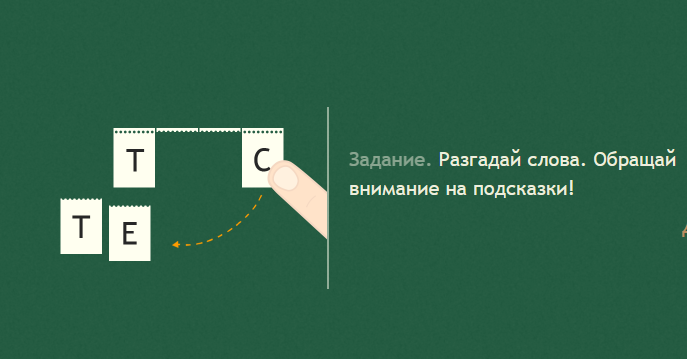 Т С
Т Е
Задание. Разгадай слова. Обращай
внимание на подсказки!